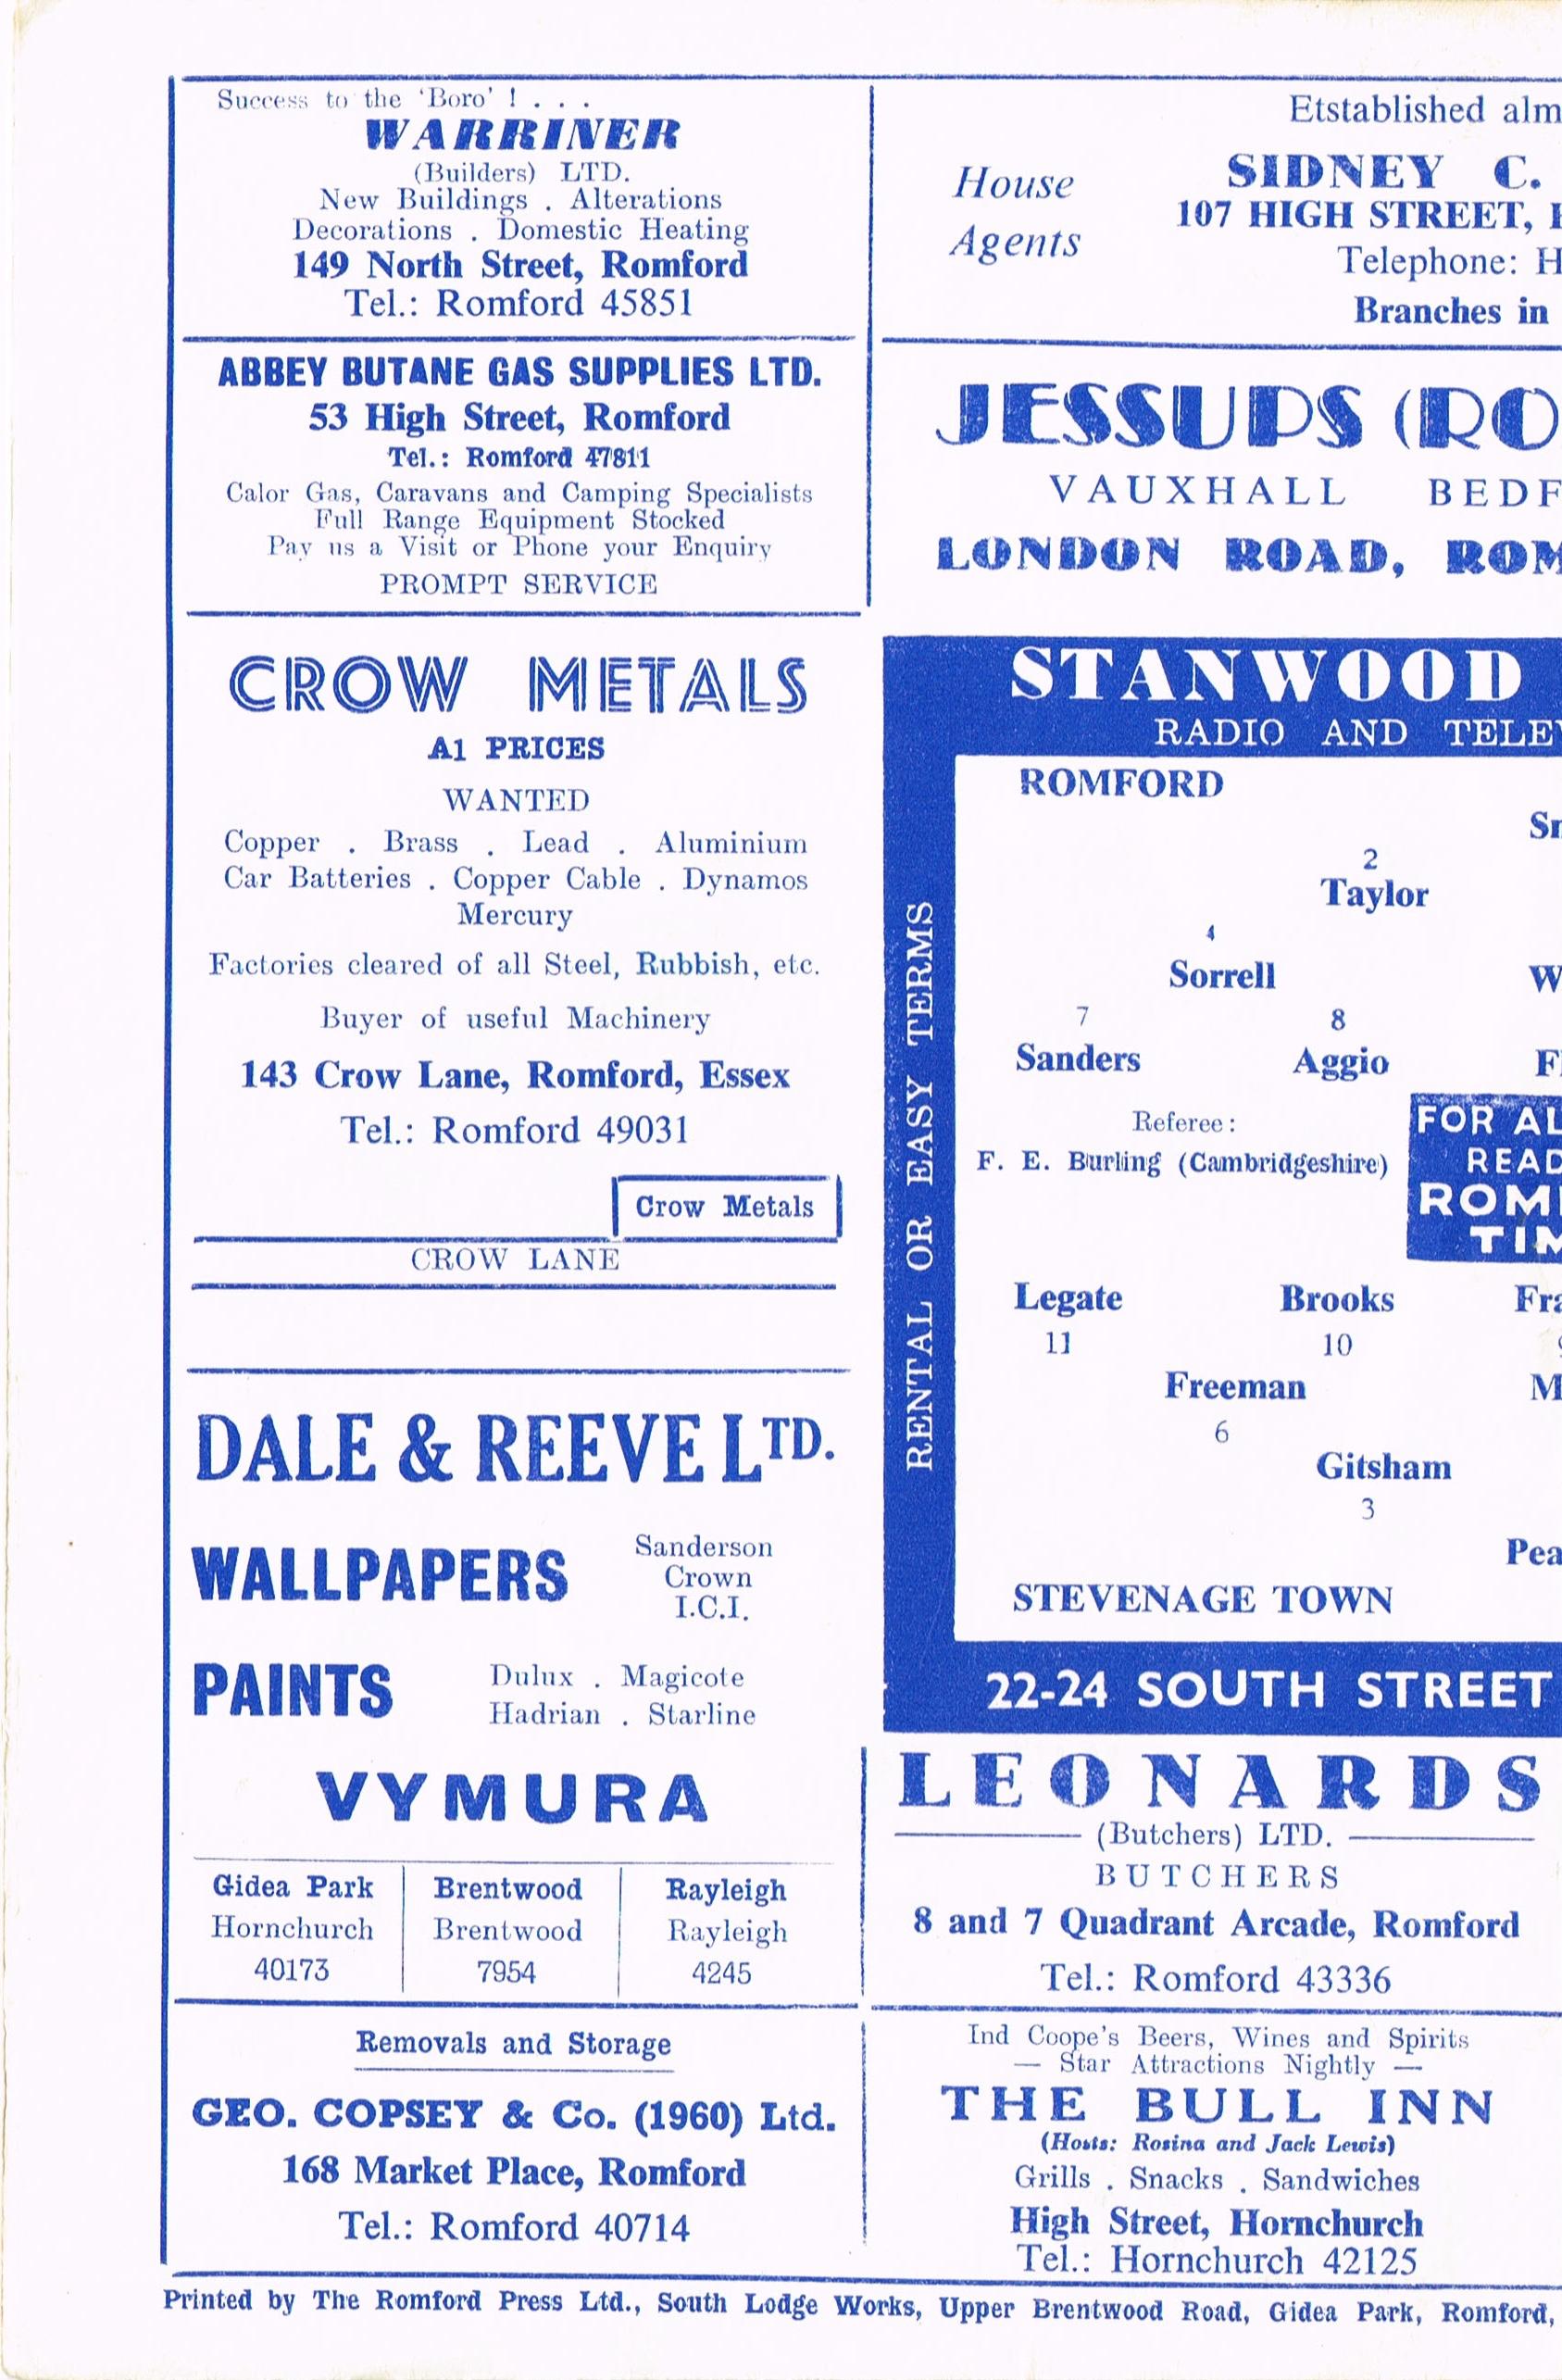 Success to the 'Boro' ! . . .
WARRINER
(Builders) LTD.
New Buildings . Alterations
Decorations . Domestic Heating
149 North Street, Romford
Tel.: Romford 45851
ABBEY BUTANE GAS SUPPLIES LTD.
53 High Street, Romford
Tel.: Romford 47811
Calor Gas, Caravans and Camping Specialists
Full Range Equipment Stocked
Pay us a Visit or Phone your Enquiry
PROMPT SERVICE
CROW METALS
A1 PRICES
WANTED
Copper . Brass . Lead . Aluminium
Car Batteries . Copper Cable . Dynamos
Mercury
Factories cleared of all Steel, Rubbish, etc.
Buyer of useful Machinery
143 Crow Lane, Romford, Essex
Tel.: Romford 49031
Crow Metals
CROW LANE
DALE & REEVE LTD.
WALLPAPERS
Sanderson
Crown
I.C.I.
PAINTS
Dulux . Magicote
Hadrian . Starline
VYMURA
Gidea Park
Hornchurch
40173
Brentwood
Brentwood
7954
Rayleigh
Rayleigh
4245
Removals and Storage
GEO. COPSEY & Co. (1960) Ltd.
168 Market Place, Romford
Tel.: Romford 40714
Etstablished
House
Agents
SIDNEY C.
107 HIGH STREET,
Telephone:
Branches in
JESSUPS
VAUXHALL
LONDON ROAD,
STANWOOD
RADIO AND
RENTAL OR EASY TERMS
ROMFORD
2
Taylor
4
Sorrell
7 8
Sanders Aggio
Referee:
F. E. Burling (Cambridgeshire)
FOR
Legate Brooks
11 10
Freeman
6
Gitsham
3
STEVENAGE TOWN
22-24 SOUTH STREET
LEONARDS
(Butchers) LTD.
BUTCHERS
8 and 7 Quadrant Arcade, Romford
Tel.: Romford 43336
Ind Coope's Beers, Wines and Spirits
— Star Attractions Nightly —
THE BULL INN
(Hosts: Rosina and Jack Lewis)
Grills . Snacks . Sandwiches
High Street, Hornchurch
Tel.: Hornchurch 42125
Printed by The Romford Press Ltd., South Lodge Works, Upper Brentwood Road, Gidea Park, Romford,